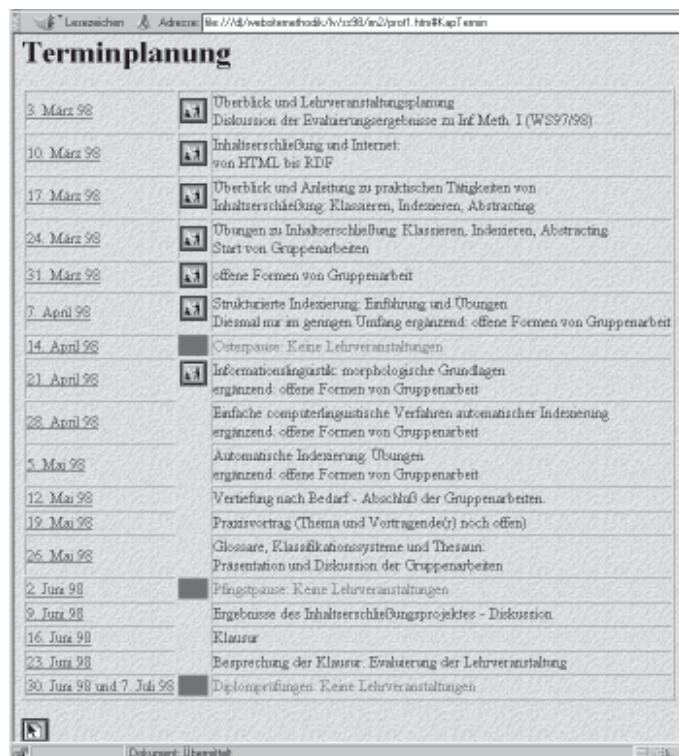 Lesezeichen Adresse: file:///d|/website/methodik/lv/ss98/im2/prof1.htm#KapTermin
Terminplanung
3. März 98
Überblick und Lehrveranstaltungsplanung
Diskussion der Evaluierungsergebnisse zu Inf.Meth. I (WS97/98)
10. März 98
Inhaltserschließung und Internet:
von HTML bis RDF
17. März 98
Überblick und Anleitung zu praktischen Tätigkeiten von
Inhaltserschließung: Klassieren, Indexieren, Abstracting
24. März 98
Übungen zu Inhaltserschließung: Klassieren, Indexieren, Abstracting.
Start von Gruppenarbeiten
31. März 98
offene Formen von Gruppenarbeit
7. April 98
Strukturierte Indexierung: Einführung und Übungen
Diesmal nur im geringen Umfang ergänzend: offene Formen von Gruppenarbeit
14. April 98
Osterpause: Keine Lehrveranstaltungen
21. April 98
Informationslinguistik: morphologische Grundlagen
ergänzend: offene Formen von Gruppenarbeit
28. April 98
Einfache computerlinguistische Verfahren automatischer Indexierung
ergänzend: offene Formen von Gruppenarbeit
5. Mai 98
Automatische Indexierung: Übungen
ergänzend: offene Formen von Gruppenarbeit
12. Mai 98
Vertiefung nach Bedarf - Abschluß der Gruppenarbeiten.
19. Mai 98
Praxisvortrag (Thema und Vortragende(r) noch offen)
26. Mai 98
Glossare, Klassifikationssysteme und Thesauri:
Präsentation und Diskussion der Gruppenarbeiten
2. Juni 98
Pfingstpause: Keine Lehrveranstaltungen
9. Juni 98
Ergebnisse des Inhaltserschließungsprojektes - Diskussion
16. Juni 98
Klausur
23. Juni 98
Besprechung der Klausur. Evaluierung der Lehrveranstaltung
30. Juni 98 und 7. Juli 98
Diplomprüfungen: Keine Lehrveranstaltungen
Dokument: Übermittelt